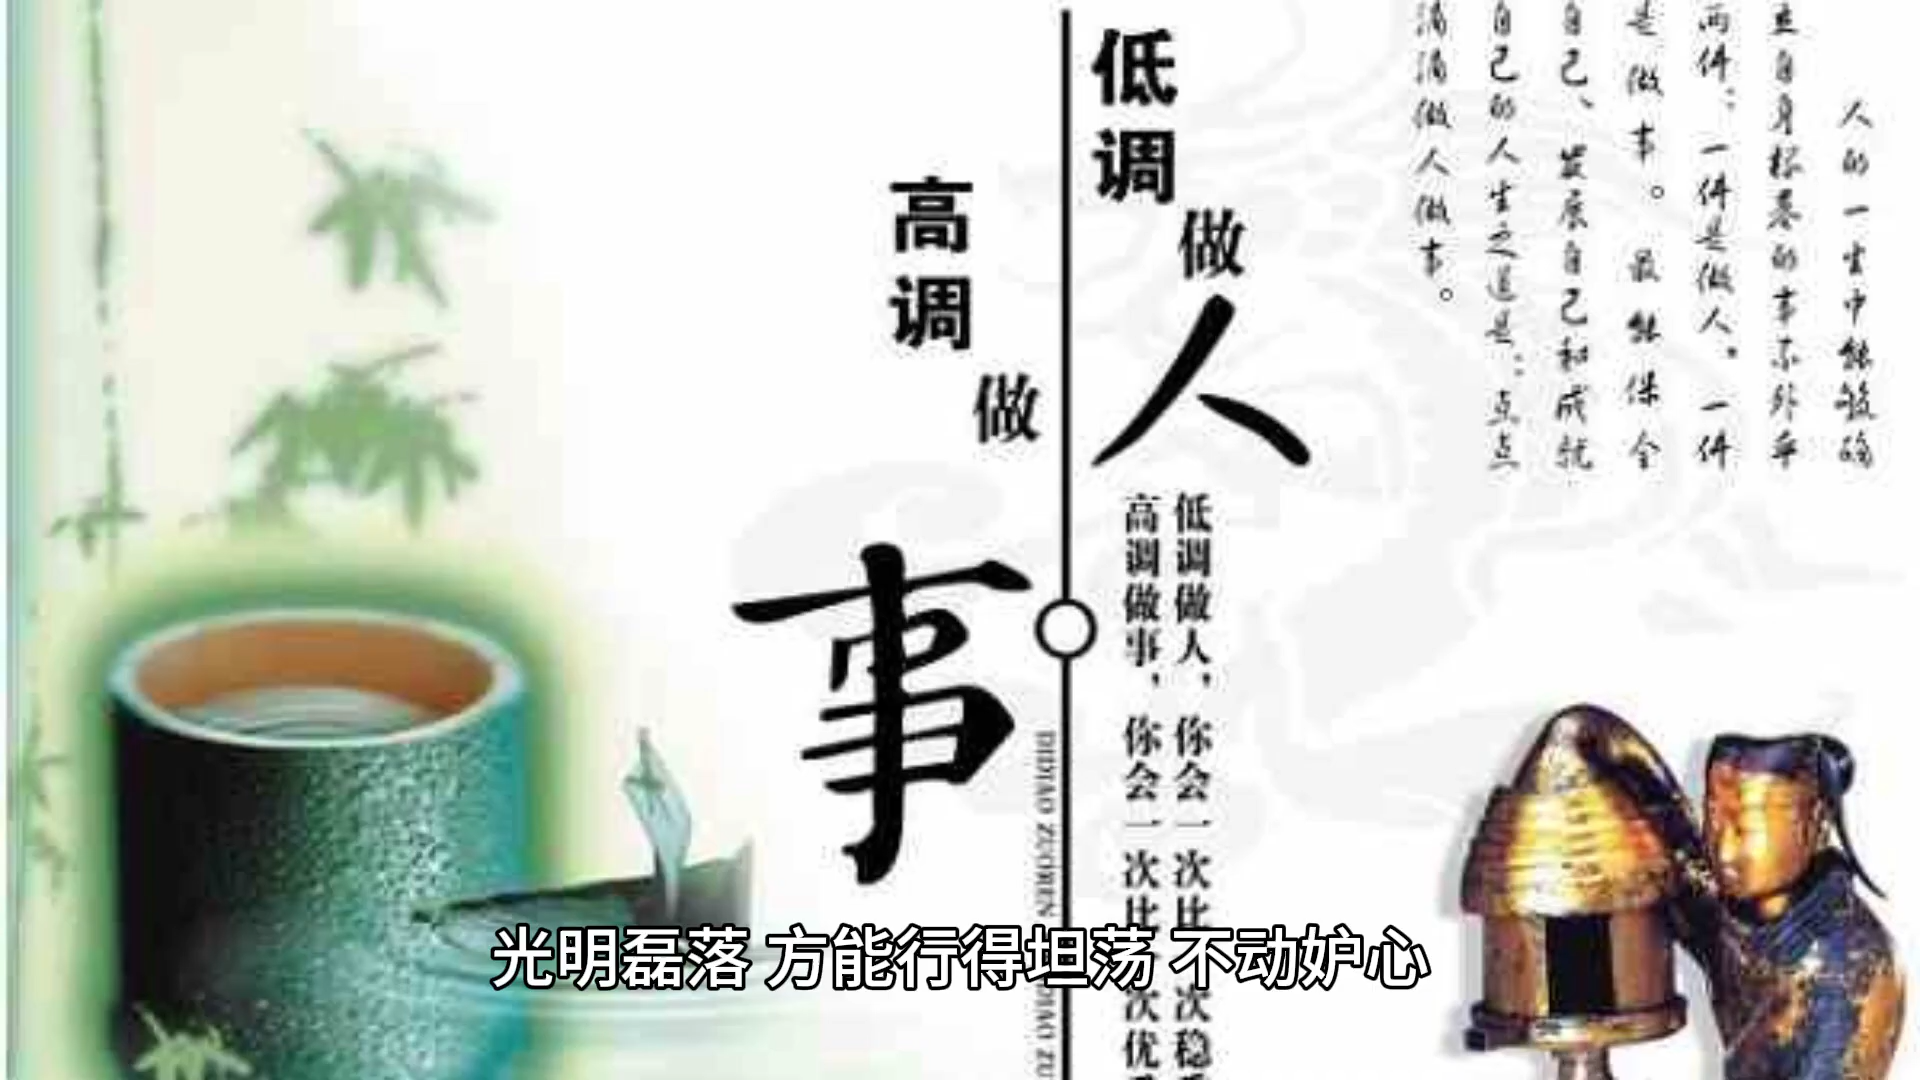 人的一生中能够确
立自身根基的事不外乎
两件：一件是做人，一件
是做事。最能保全
自己、发展自己和成就
自己的人生之道是：点点
滴滴做人做事。
低调做人
高调做事
低调做人，你会一次比一次稳
高调做事，你会一次比一次优
DIDIAO ZUOREN
光明磊落 方能行得坦荡 不动妒心